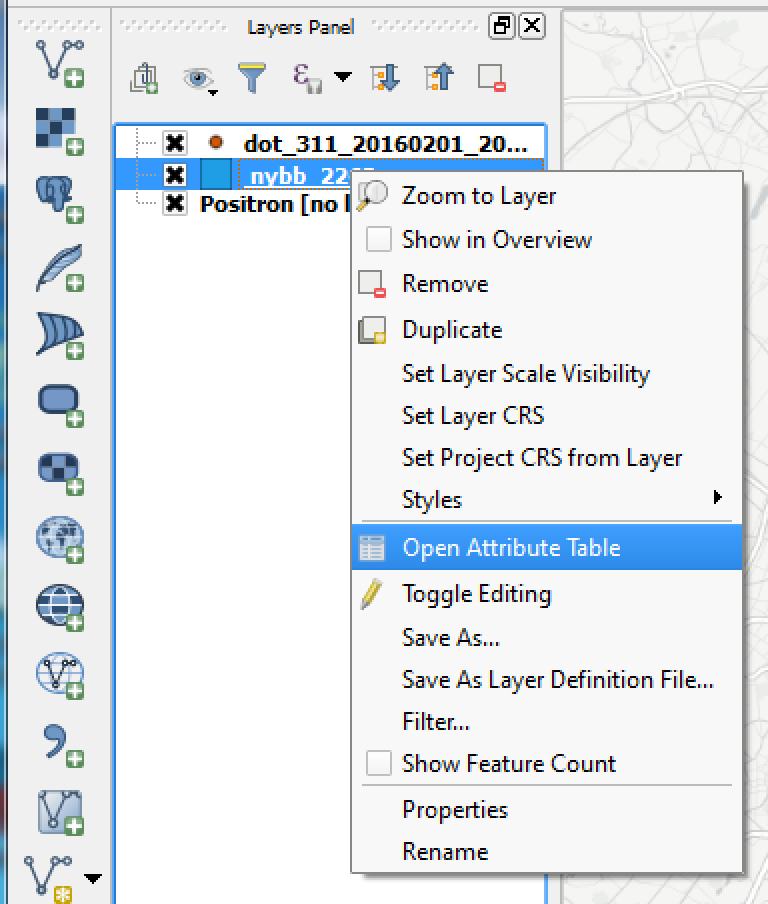 Layers Panel
dot_311_20160201_20...
nybb_22
Positron [no l
Zoom to Layer
Show in Overview
Remove
Duplicate
Set Layer Scale Visibility
Set Layer CRS
Set Project CRS from Layer
Styles
Open Attribute Table
Toggle Editing
Save As...
Save As Layer Definition File...
Filter...
Show Feature Count
Properties
Rename